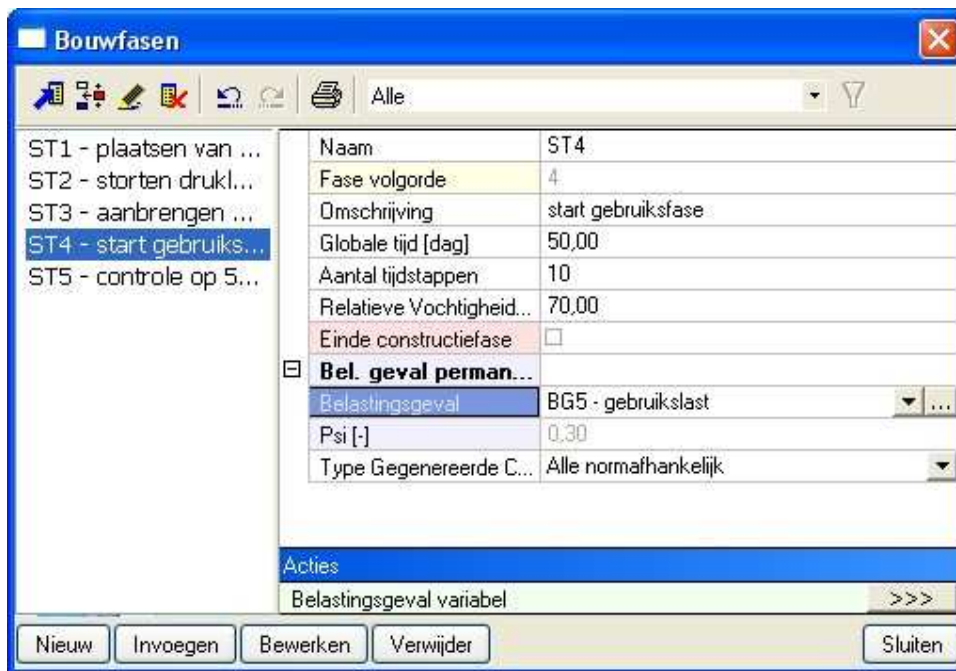 Bouwfasen
Alle
ST1 - plaatsen van ...
ST2 - storten drukl...
ST3 - aanbrengen ...
ST4 - start gebruiks...
ST5 - controle op 5...
Naam ST4
Fase volgorde 4
Omschrijving start gebruiksfase
Globale tijd [dag] 50,00
Aantal tijdstappen 10
Relatieve Vochtigheid... 70,00
Einde constructiefase
Bel. geval perman...
Belastingsgeval BG5 - gebruikslast ...
Psi [-] 0,30
Type Gegenereerde C... Alle normafhankelijk
Acties
Belastingsgeval variabel >>>
Nieuw Invoegen Bewerken Verwijder Sluiten